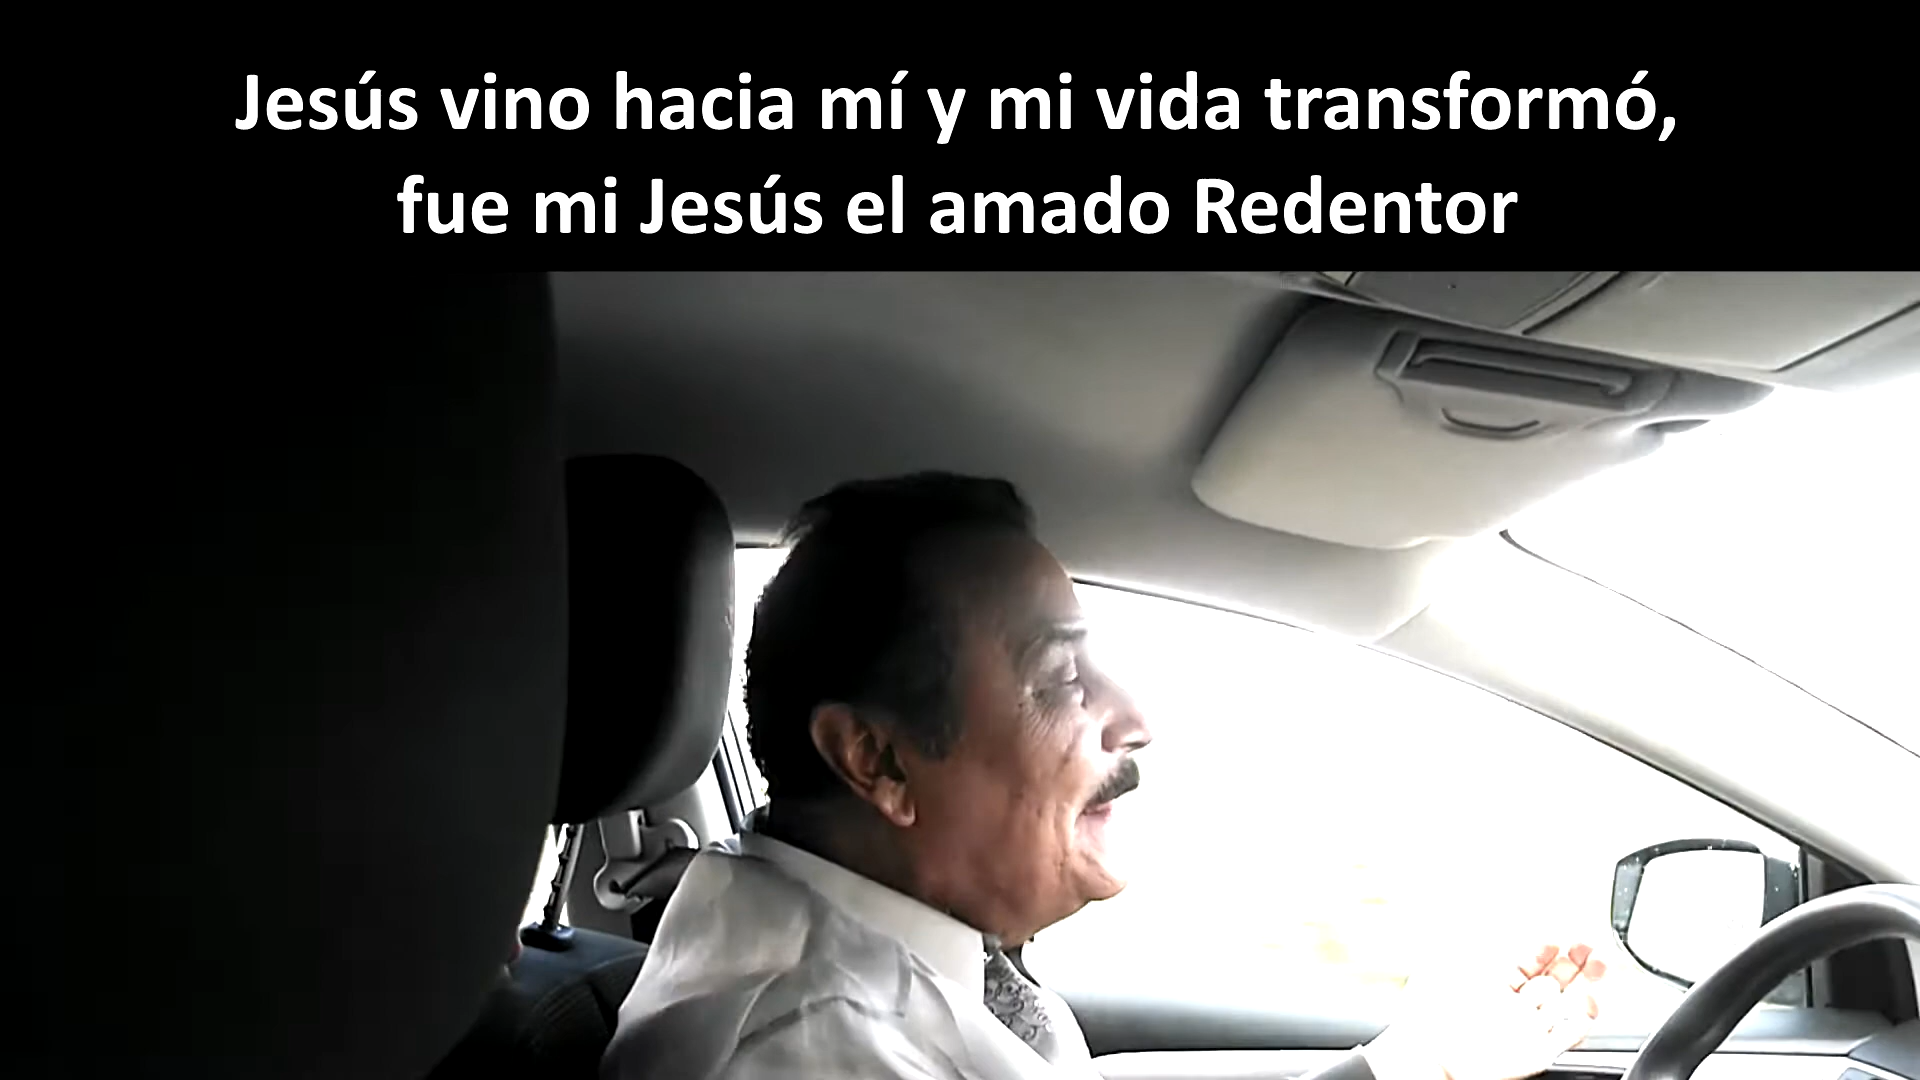 Jesús vino hacia mí y mi vida transformó,
fue mi Jesús el amado Redentor